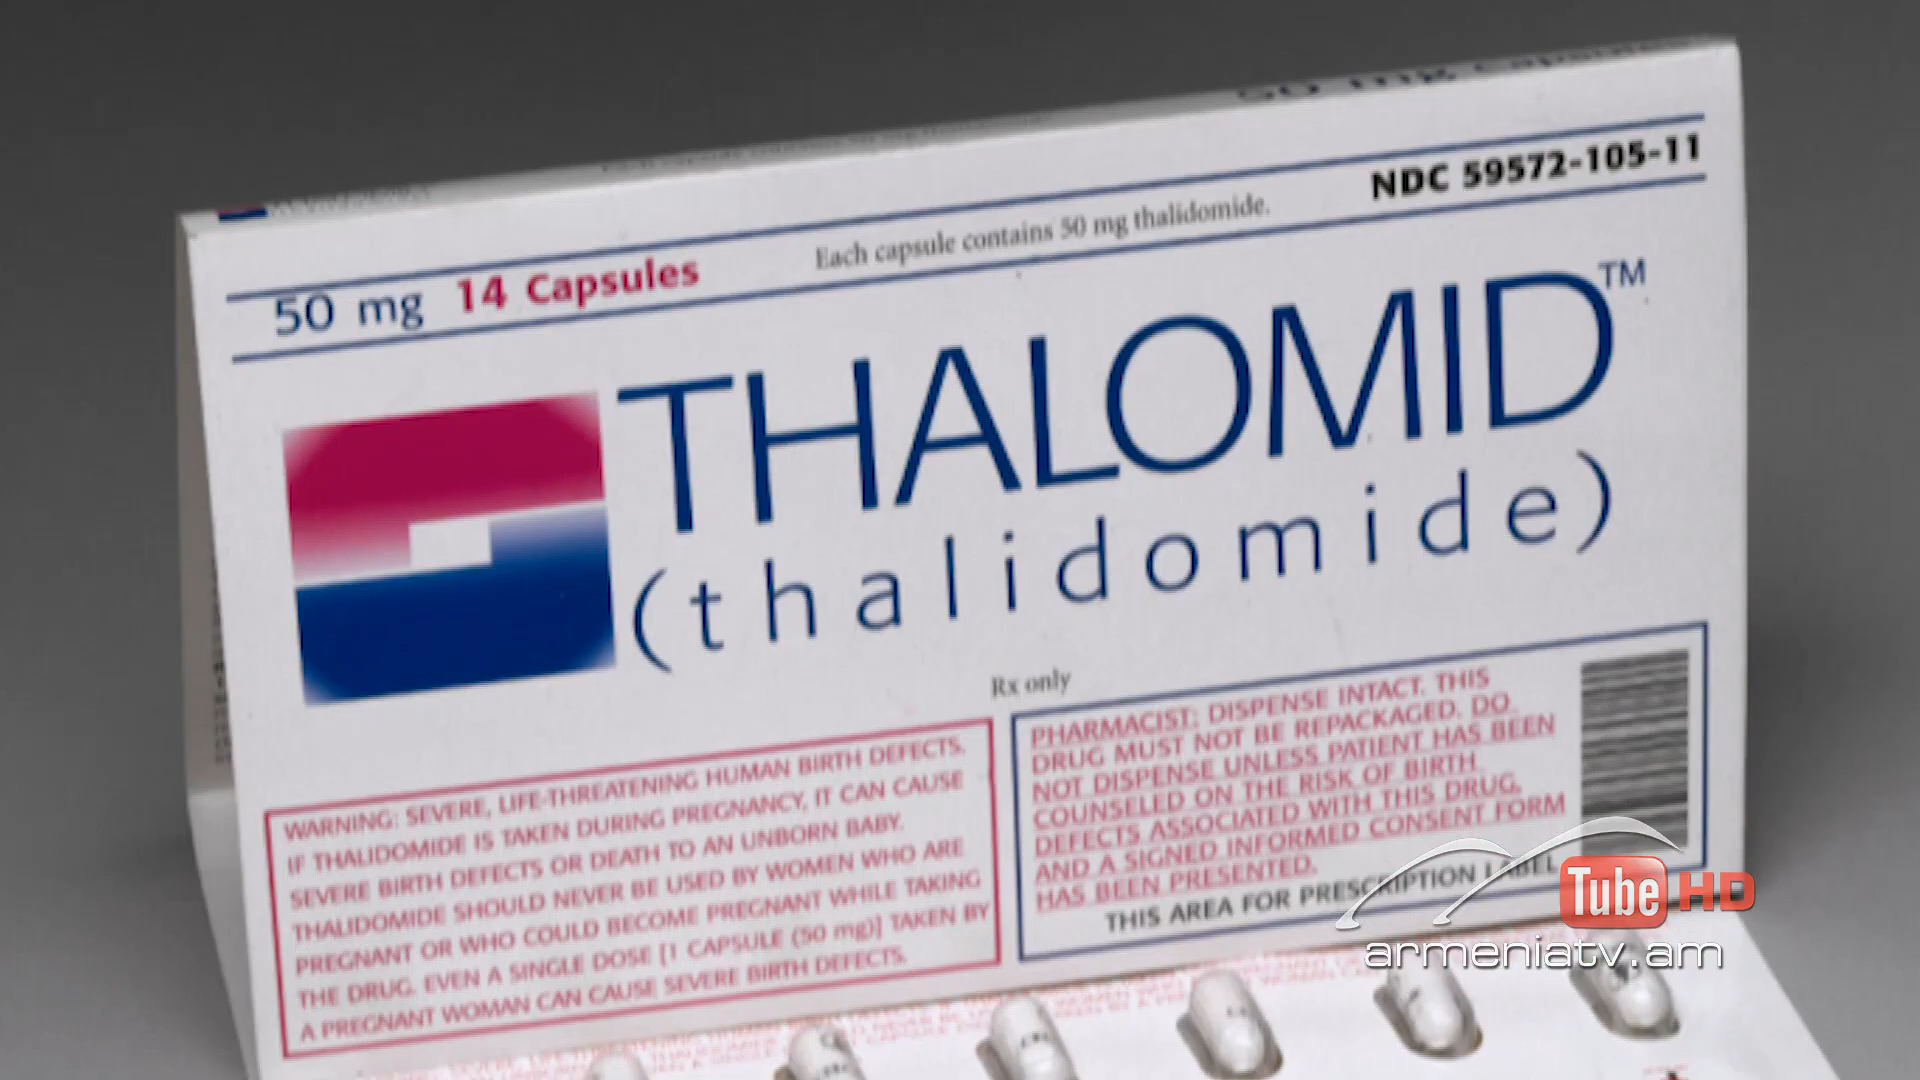 50 mg 14 Capsules
Each capsule contains 50 mg thalidomide.
NDC 59572-105-11
THALOMID™
(thalidomide)
Rx only
WARNING: SEVERE, LIFE-THREATENING HUMAN BIRTH DEFECTS.
IF THALIDOMIDE IS TAKEN DURING PREGNANCY, IT CAN CAUSE
SEVERE BIRTH DEFECTS OR DEATH TO AN UNBORN BABY.
THALIDOMIDE SHOULD NEVER BE USED BY WOMEN WHO ARE
PREGNANT OR WHO COULD BECOME PREGNANT WHILE TAKING
THE DRUG. EVEN A SINGLE DOSE [1 CAPSULE (50 mg)] TAKEN BY
A PREGNANT WOMAN CAN CAUSE SEVERE BIRTH DEFECTS.
PHARMACIST: DISPENSE INTACT. THIS
DRUG MUST NOT BE REPACKAGED. DO
NOT DISPENSE UNLESS PATIENT HAS BEEN
COUNSELED ON THE RISK OF BIRTH
DEFECTS ASSOCIATED WITH THIS DRUG,
AND A SIGNED INFORMED CONSENT FORM
HAS BEEN PRESENTED.
THIS AREA FOR PRESCRIPTION LABEL
Tube HD
armeniatv.am